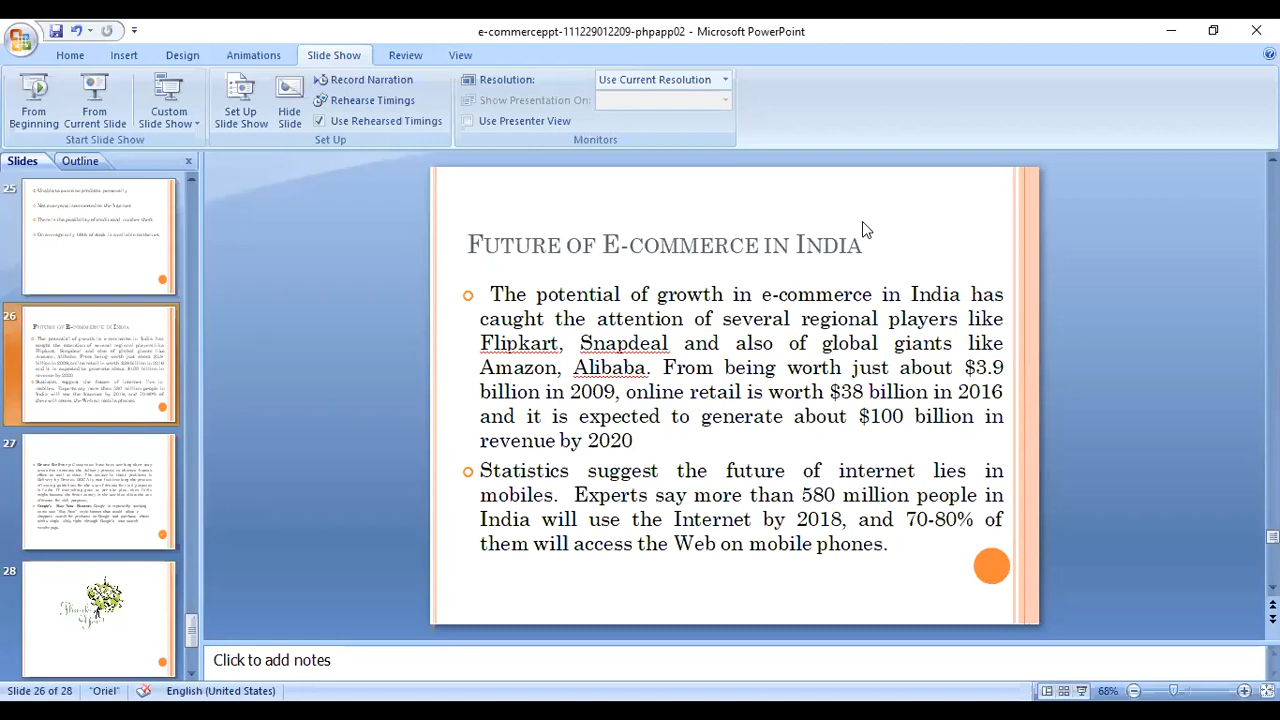 e-commerceppt-111229012209-phpapp02 - Microsoft PowerPoint
Home Insert Design Animations Slide Show Review View
From Beginning
From Current Slide
Custom Slide Show
Start Slide Show
Set Up Slide Show
Hide Slide
Record Narration
Rehearse Timings
Use Rehearsed Timings
Set Up
Resolution: Use Current Resolution
Show Presentation On:
Use Presenter View
Monitors
Slides Outline
25
26
27
28
FUTURE OF E-COMMERCE IN INDIA
The potential of growth in e-commerce in India has
caught the attention of several regional players like
Flipkart, Snapdeal and also of global giants like
Amazon, Alibaba. From being worth just about $3.9
billion in 2009, online retail is worth $38 billion in 2016
and it is expected to generate about $100 billion in
revenue by 2020
Statistics suggest the future of internet lies in
mobiles. Experts say more than 580 million people in
India will use the Internet by 2018, and 70-80% of
them will access the Web on mobile phones.
Click to add notes
Slide 26 of 28 "Oriel" English (United States) 68%